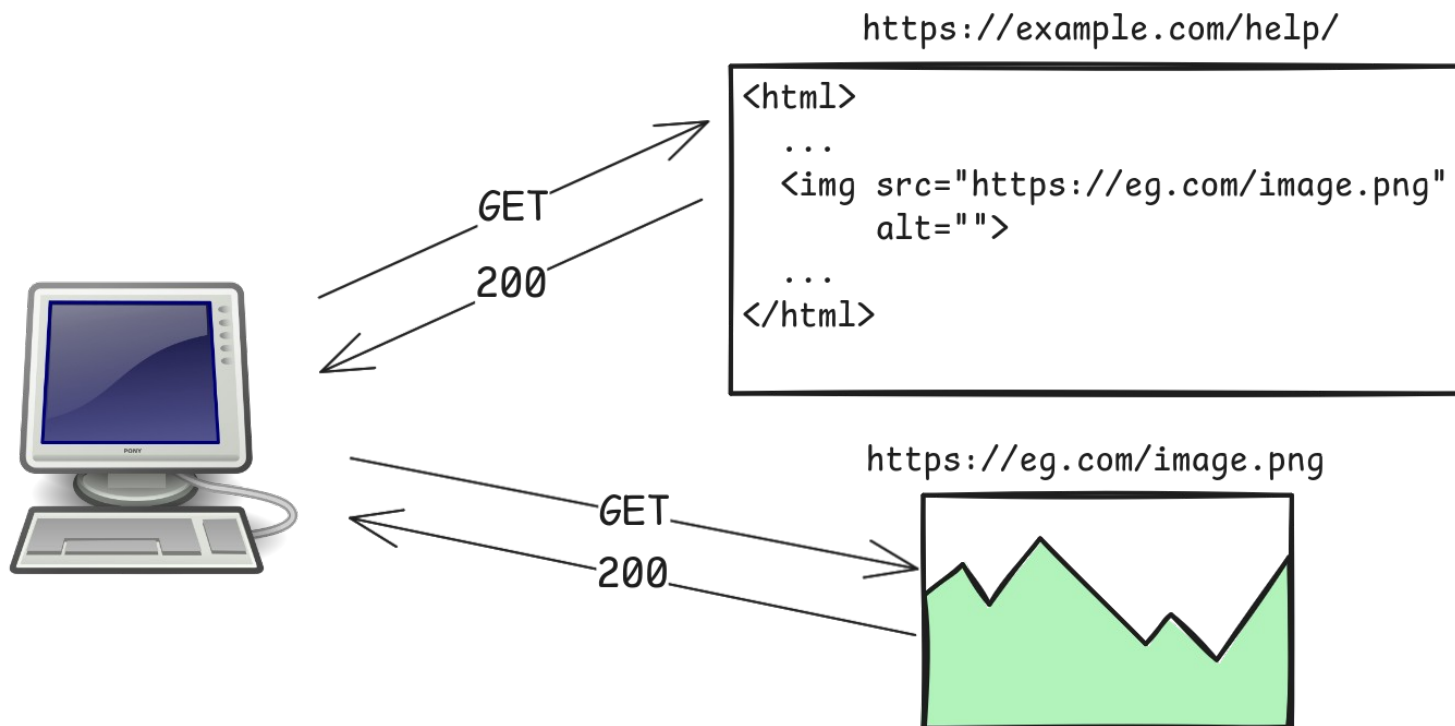 https://example.com/help/
<html>
...
<img src="https://eg.com/image.png"
alt="">
...
</html>
GET
200
PONY
https://eg.com/image.png
GET
200